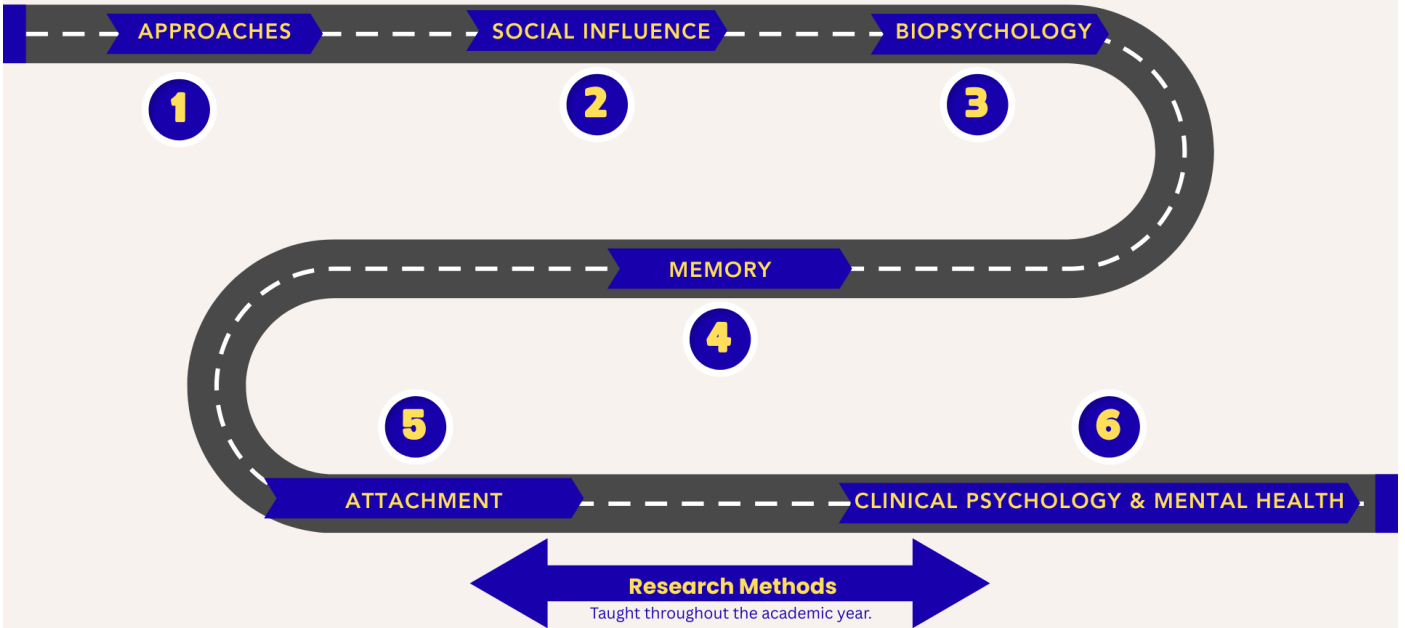 APPROACHES
SOCIAL INFLUENCE
BIOPSYCHOLOGY
1
2
3
MEMORY
4
5
6
ATTACHMENT
CLINICAL PSYCHOLOGY & MENTAL HEALTH
Research Methods
Taught throughout the academic year.